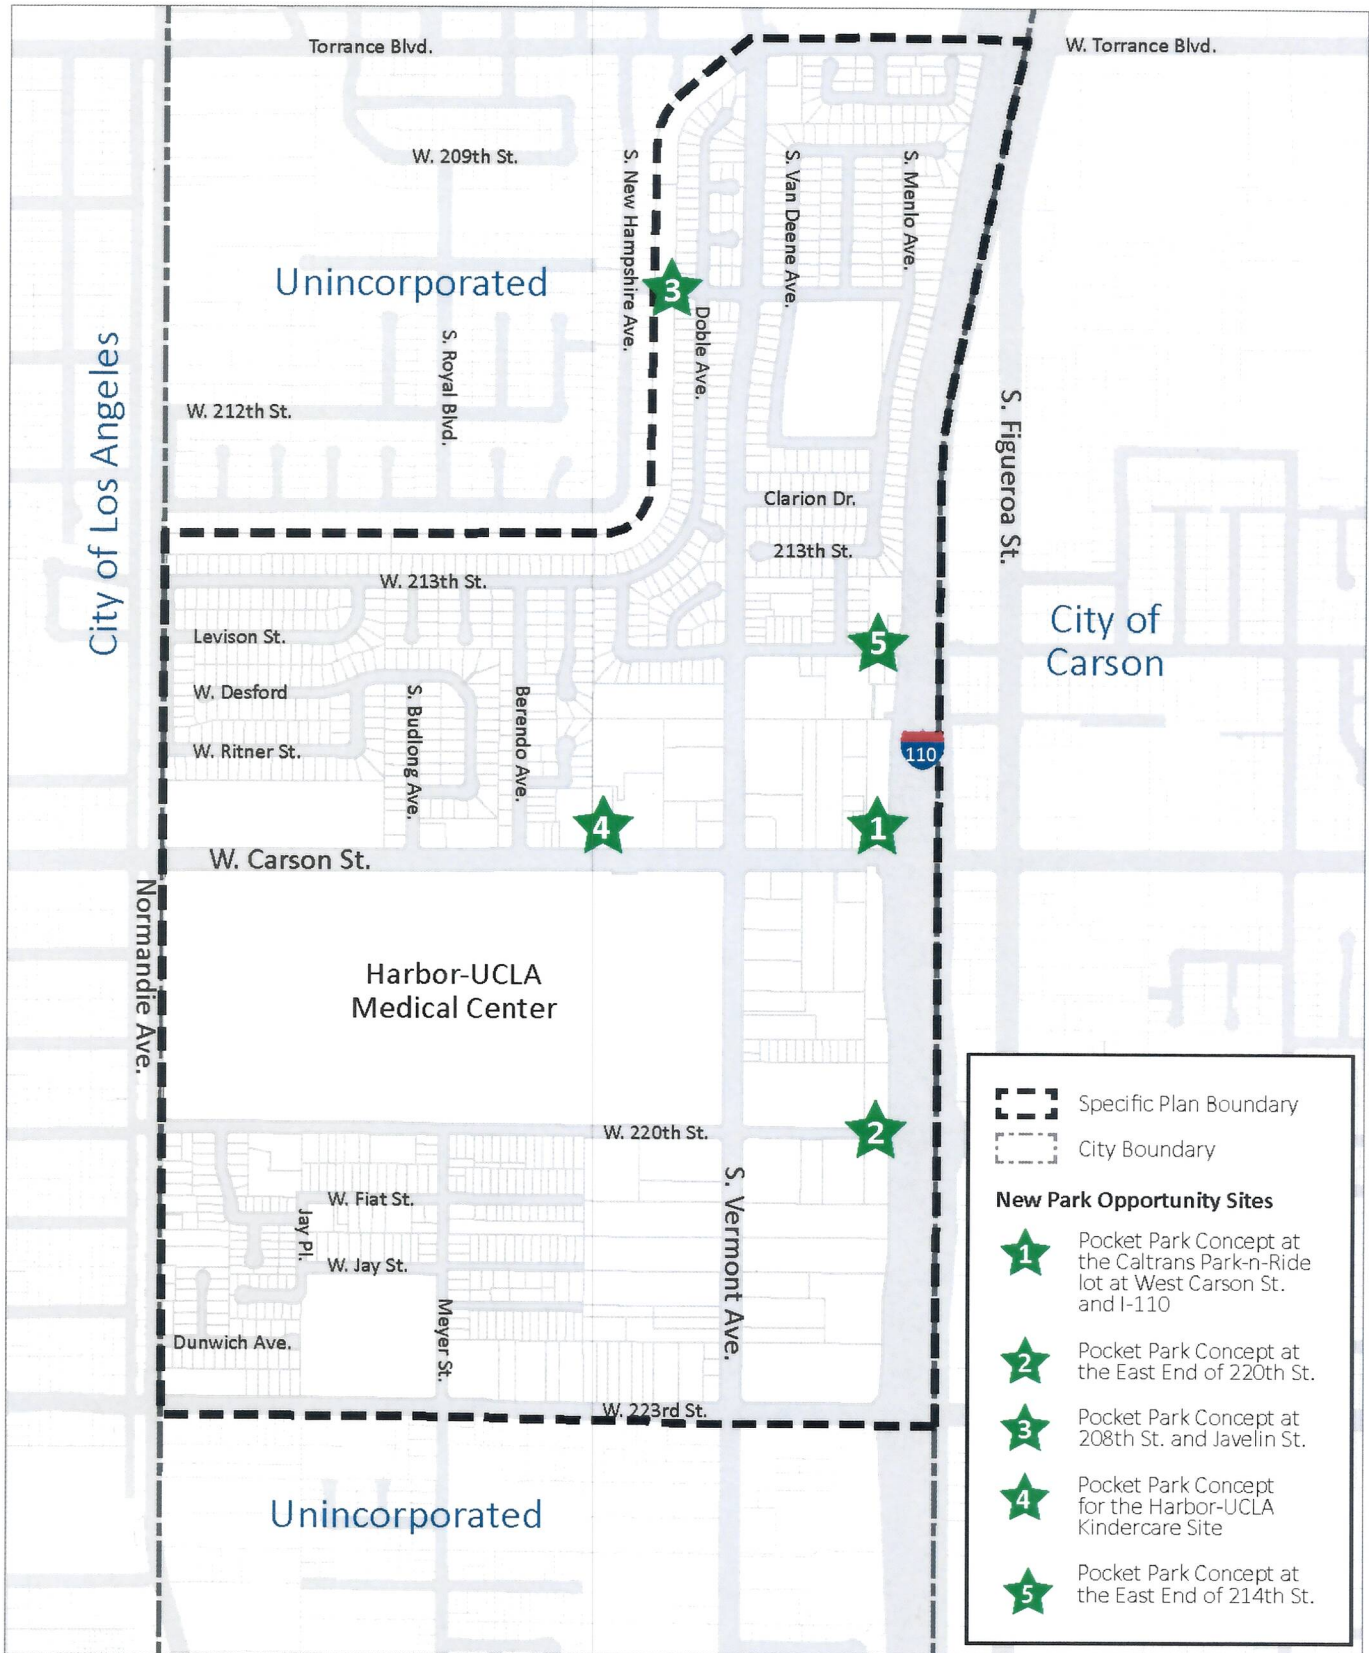 Torrance Blvd.
W. Torrance Blvd.
W. 209th St.
S. New Hampshire Ave.
S. Van Deene Ave.
S. Menlo Ave.
Unincorporated
3
Doble Ave.
S. Royal Blvd.
City of Los Angeles
W. 212th St.
S. Figueroa St.
Clarion Dr.
213th St.
W. 213th St.
Levison St.
5
City of
Carson
W. Desford
S. Budlong Ave.
Berendo Ave.
W. Ritner St.
110
4
1
W. Carson St.
Normandie Ave.
Harbor-UCLA
Medical Center
2
W. 220th St.
S. Vermont Ave.
W. Fiat St.
Jay Pl.
W. Jay St.
Meyer St.
Dunwich Ave.
W. 223rd St.
Unincorporated
Specific Plan Boundary
City Boundary
New Park Opportunity Sites
1
Pocket Park Concept at
the Caltrans Park-n-Ride
lot at West Carson St.
and I-110
2
Pocket Park Concept at
the East End of 220th St.
3
Pocket Park Concept at
208th St. and Javelin St.
4
Pocket Park Concept
for the Harbor-UCLA
Kindercare Site
5
Pocket Park Concept at
the East End of 214th St.